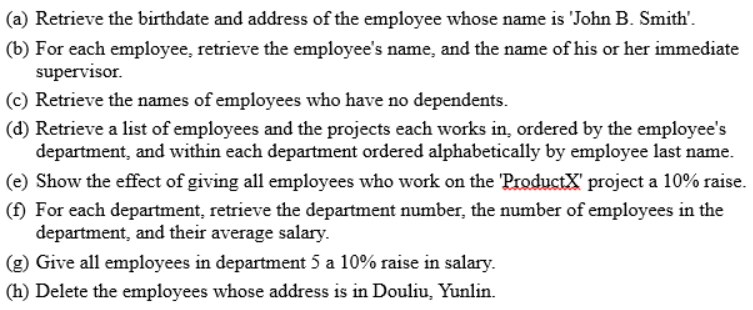 (a) Retrieve the birthdate and address of the employee whose name is 'John B. Smith'.
(b) For each employee, retrieve the employee's name, and the name of his or her immediate
supervisor.
(c) Retrieve the names of employees who have no dependents.
(d) Retrieve a list of employees and the projects each works in, ordered by the employee's
department, and within each department ordered alphabetically by employee last name.
(e) Show the effect of giving all employees who work on the 'ProductX' project a 10% raise.
(f) For each department, retrieve the department number, the number of employees in the
department, and their average salary.
(g) Give all employees in department 5 a 10% raise in salary.
(h) Delete the employees whose address is in Douliu, Yunlin.